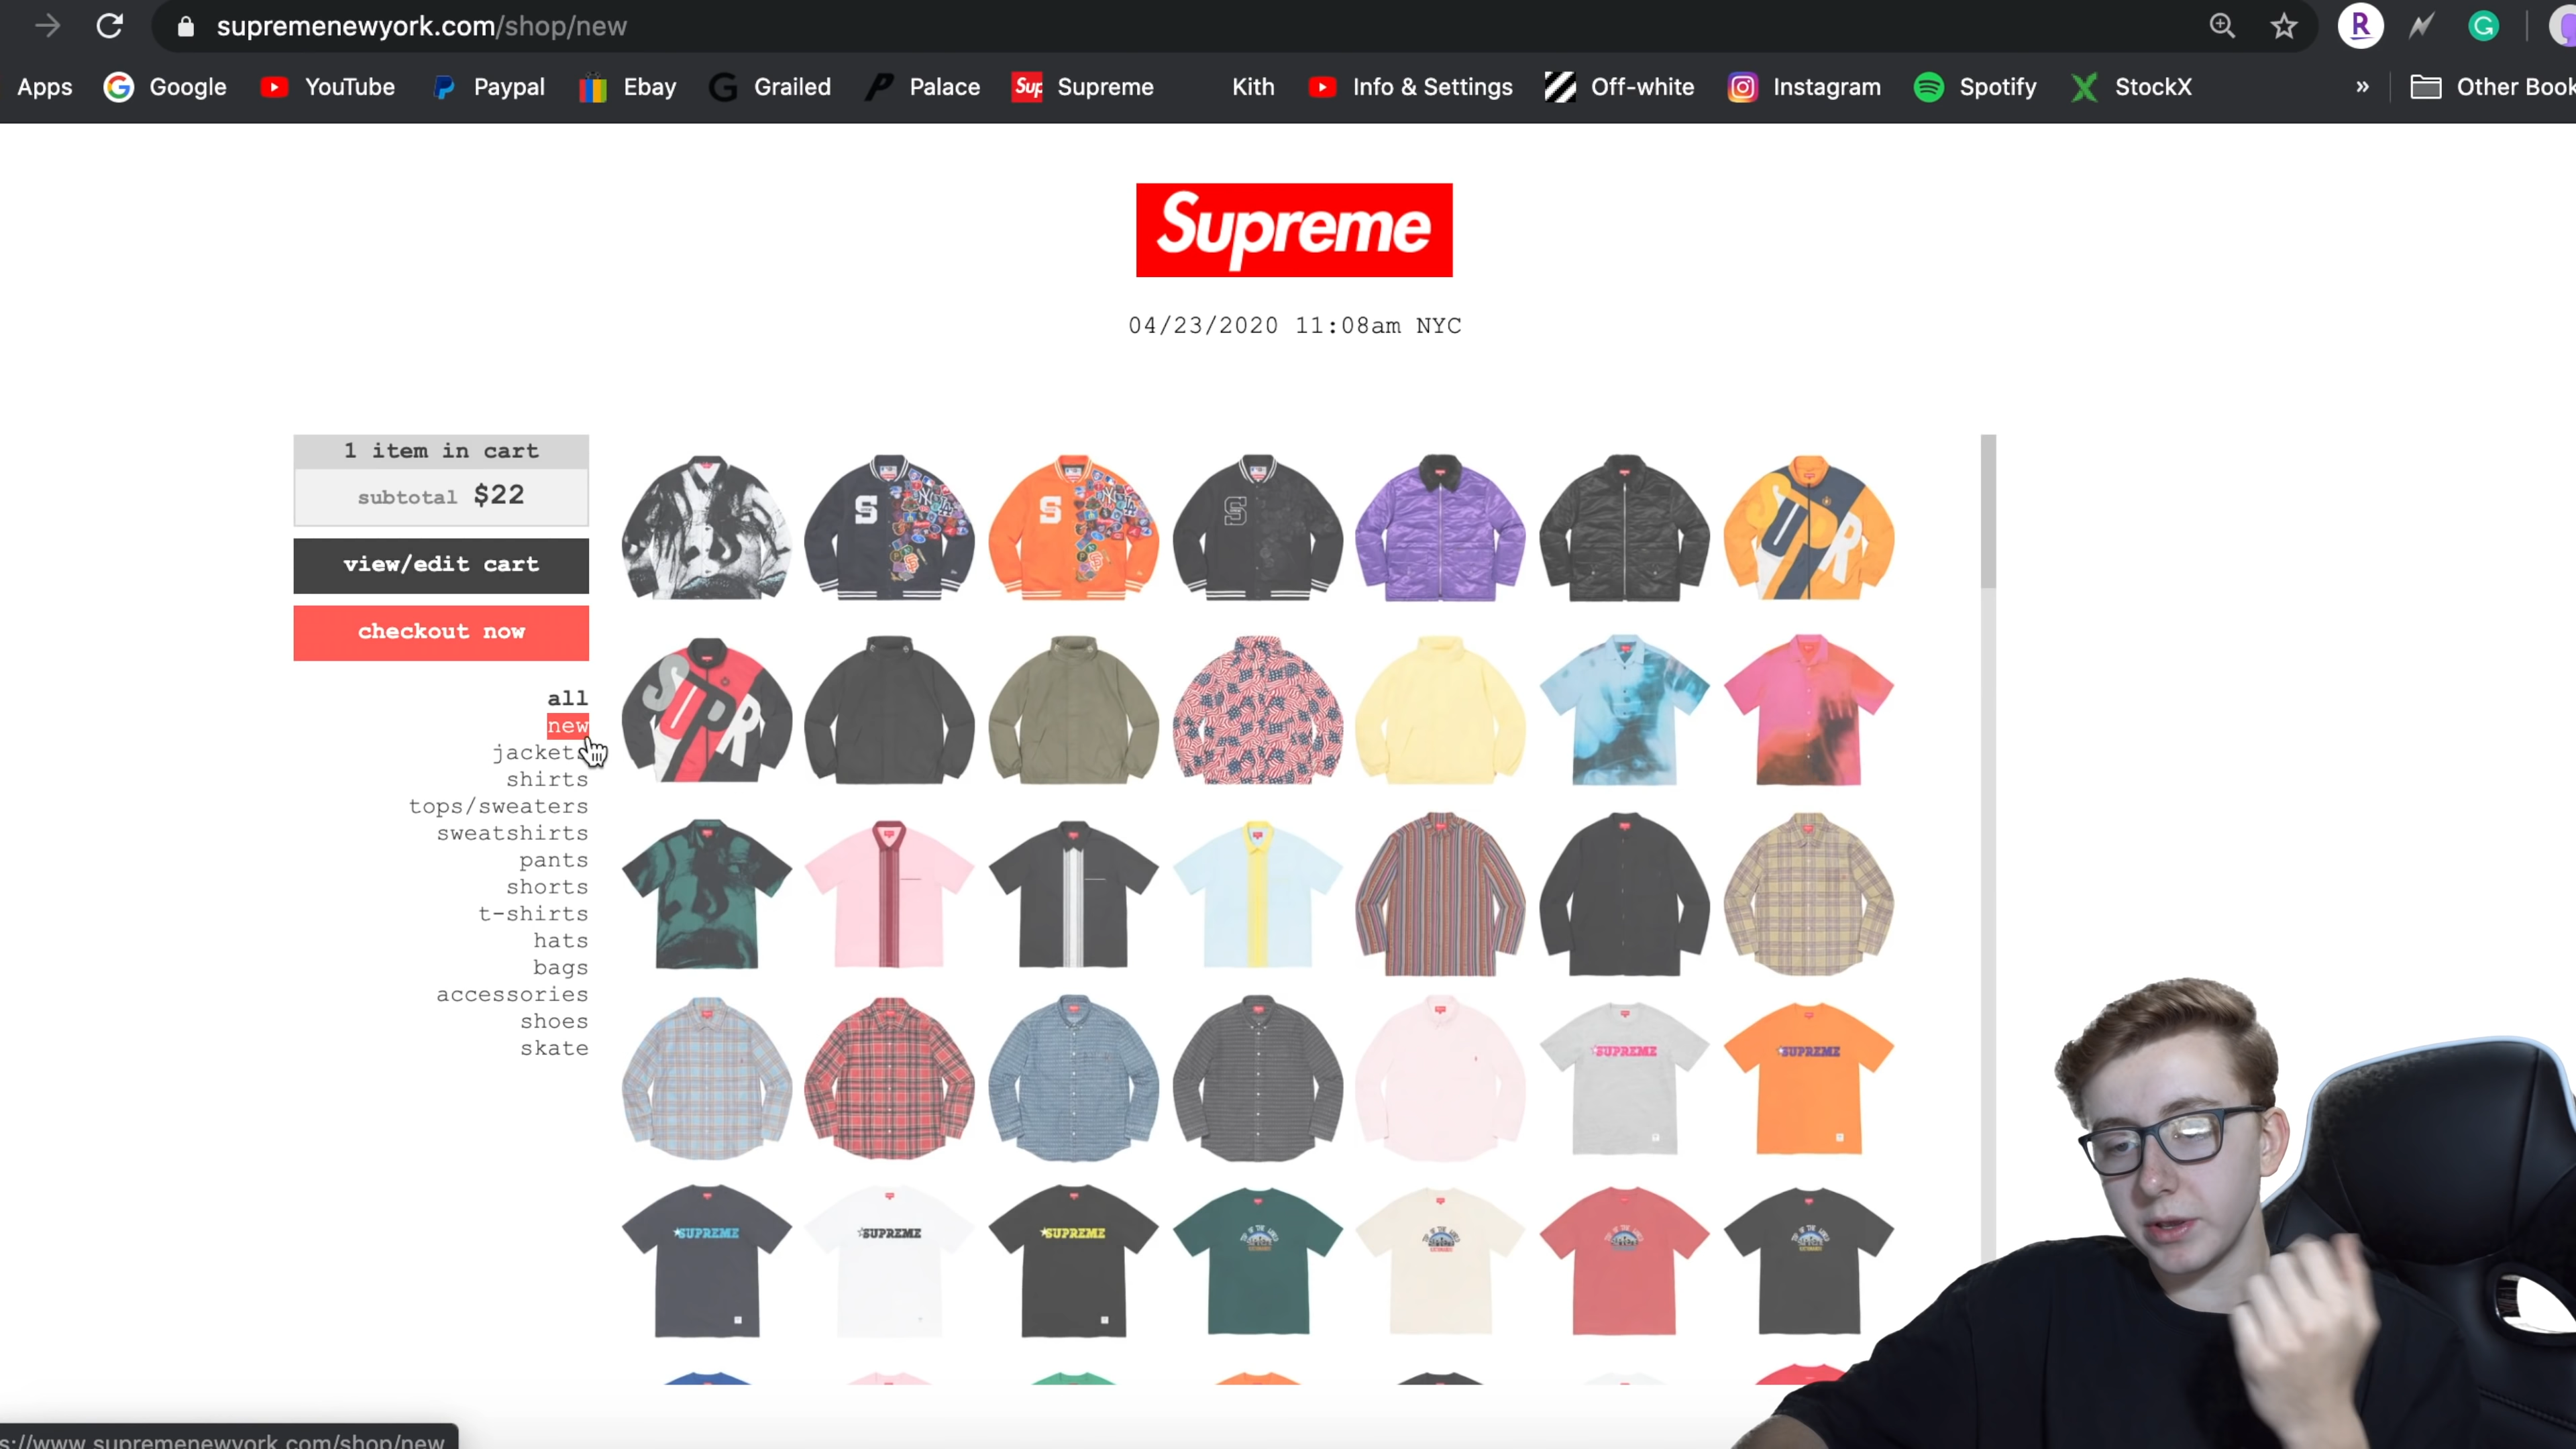 supremenewyork.com/shop/new
Apps Google YouTube Paypal Ebay Grailed Palace Sup Supreme Kith Info & Settings Off-white Instagram Spotify StockX » Other Book
Supreme
04/23/2020 11:08am NYC
1 item in cart
subtotal $22
view/edit cart
checkout now
all
new
jackets
shirts
tops/sweaters
sweatshirts
pants
shorts
t-shirts
hats
bags
accessories
shoes
skate
S
S
S
SUPR
SUPR
SUPREME
SUPREME
SUPREME
SUPREME
SUPREME
s://www.supremenewyork.com/shop/new